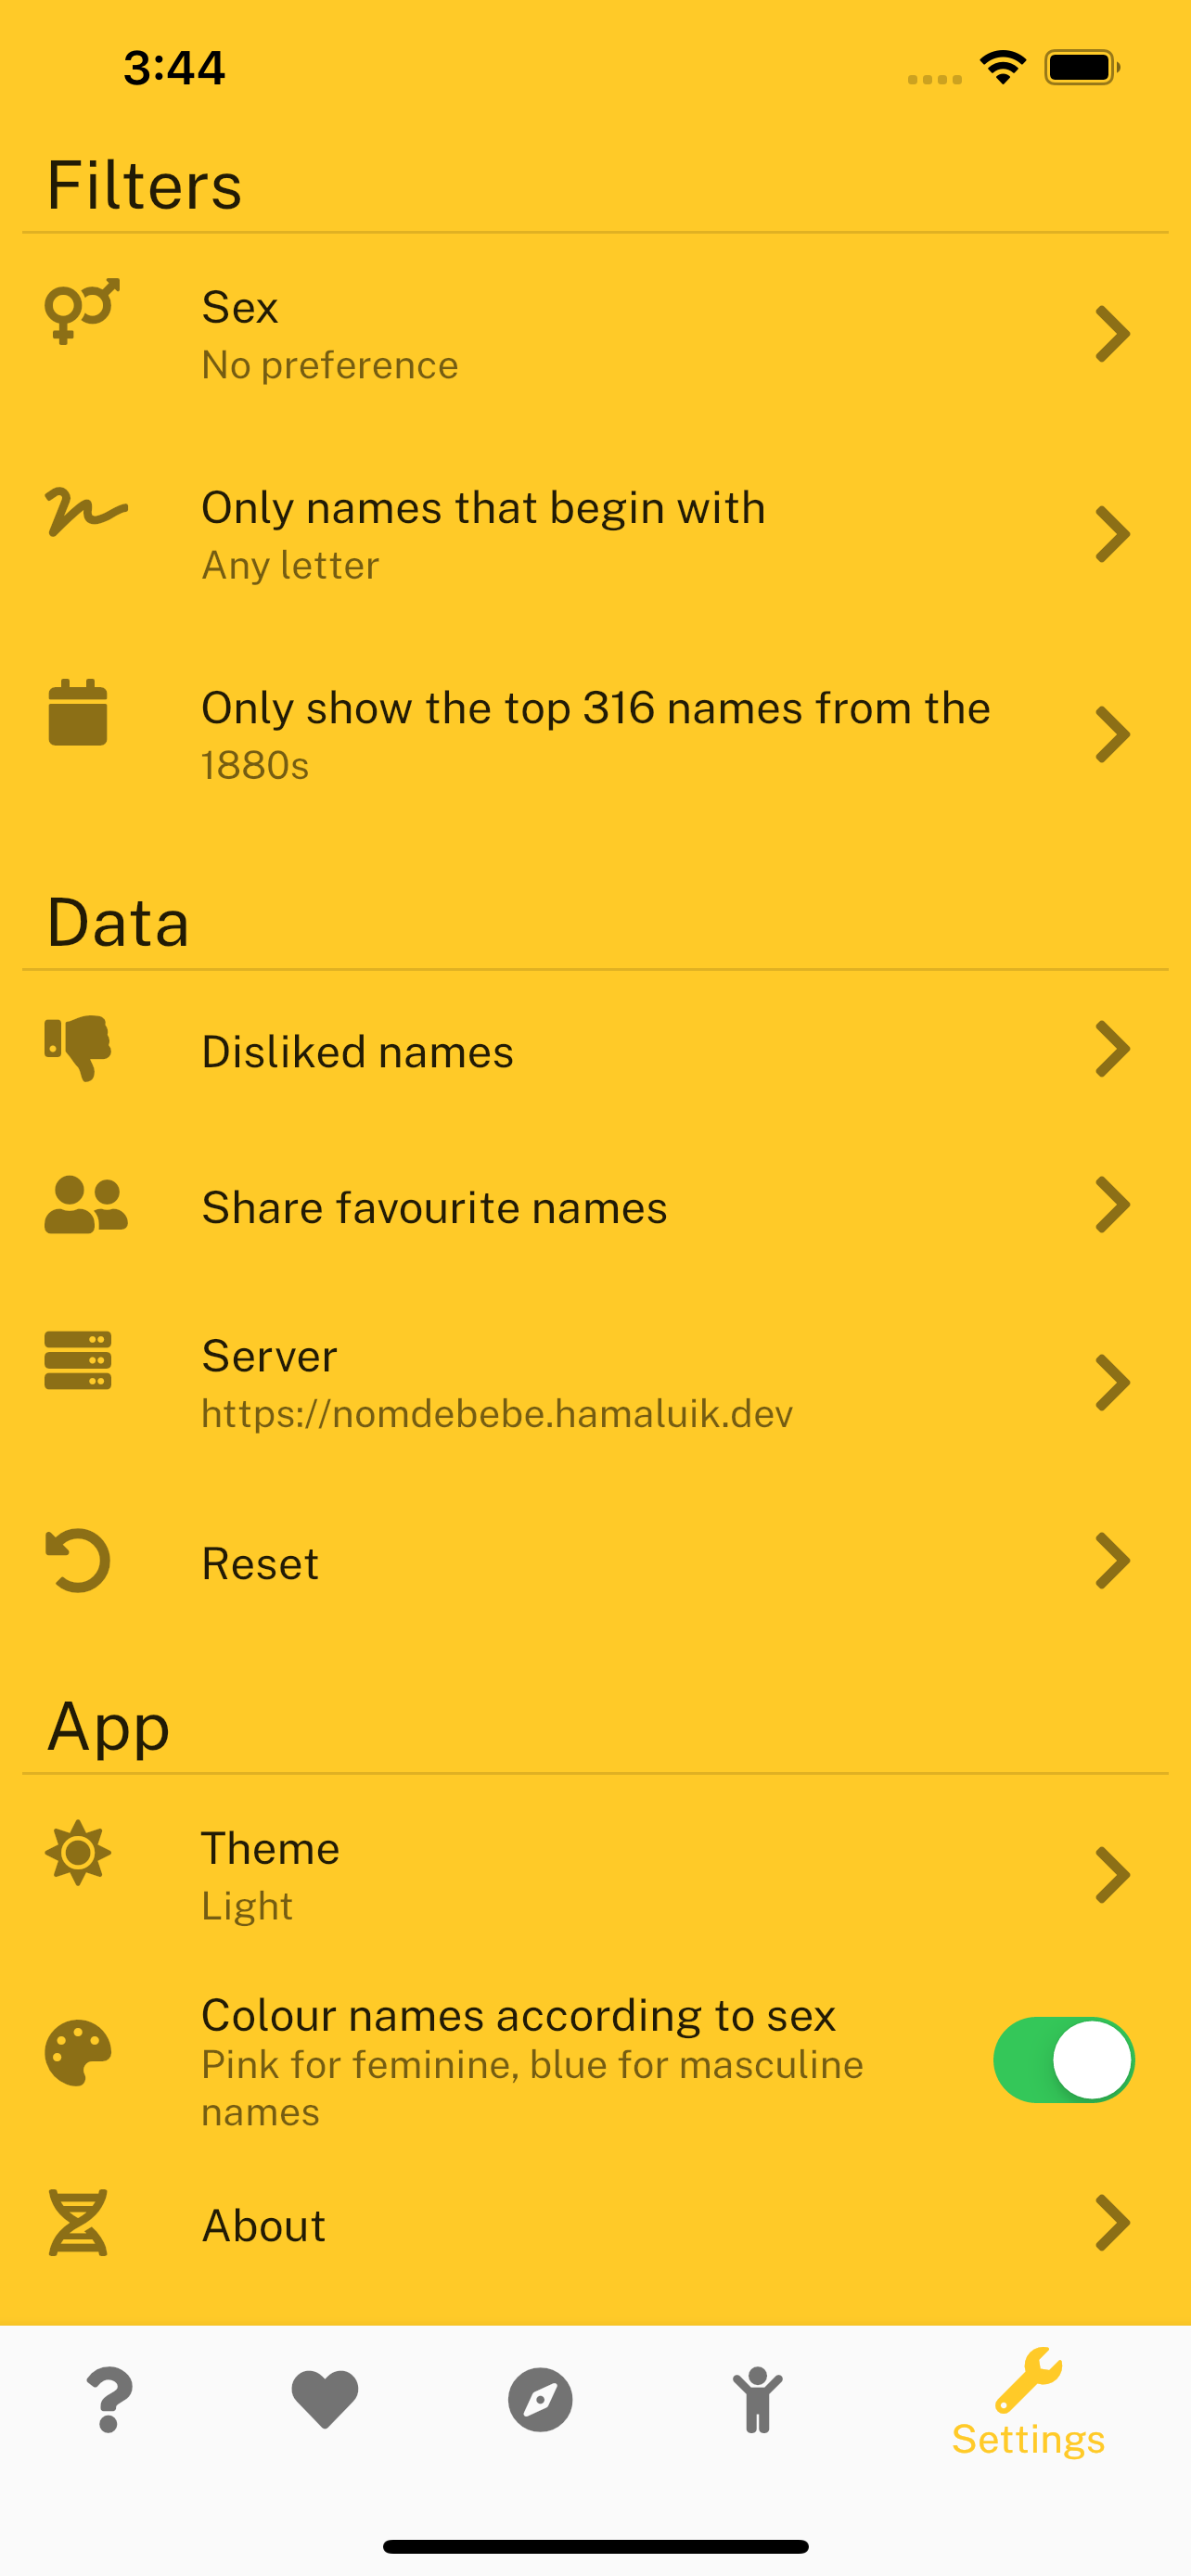 3:44
Filters
Sex
No preference
Only names that begin with
Any letter
Only show the top 316 names from the
1880s
Data
Disliked names
Share favourite names
Server
https://nomdebebe.hamaluik.dev
Reset
App
Theme
Light
Colour names according to sex
Pink for feminine, blue for masculine
names
About
Settings